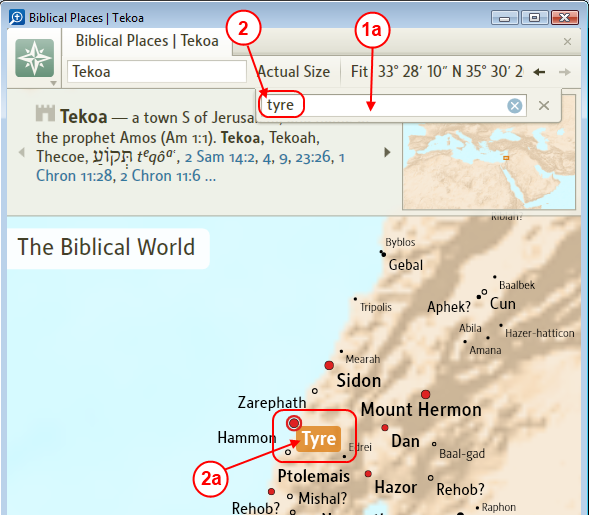 Biblical Places | Tekoa
2
1a
Biblical Places | Tekoa
Tekoa
Actual Size
Fit
33° 28′ 10″ N 35° 30′ 2
tyre
Tekoa — a town S of Jerusa
the prophet Amos (Am 1:1). Tekoa, Tekoah,
Thecoe, תְּקוֹעַ tᵉqôaʿ, 2 Sam 14:2, 4, 9, 23:26, 1
Chron 11:28, 2 Chron 11:6 ...
The Biblical World
Byblos
Gebal
Baalbek
Aphek?
Cun
Tripolis
Abila
Hazer-hatticon
Amana
Mearah
Sidon
Zarephath
Mount Hermon
Tyre
Hammon
Edrei
Dan
Baal-gad
2a
Ptolemais
Hazor
Rehob?
Rehob?
Mishal?
Raphon